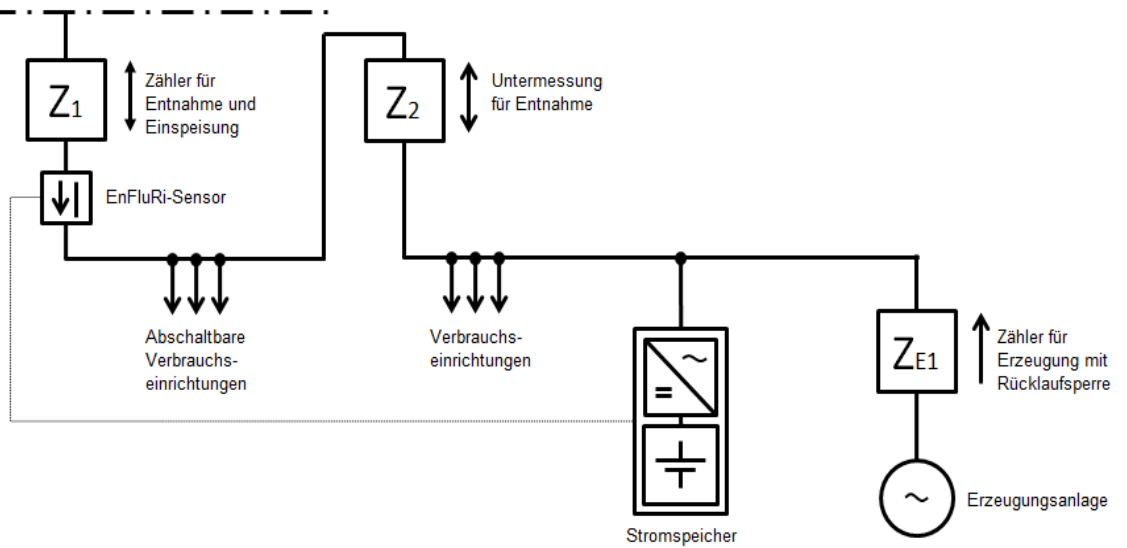 Z1
Zähler für
Entnahme und
Einspeisung
EnFluRi-Sensor
Abschaltbare
Verbrauchs-
einrichtungen
Z2
Untermessung
für Entnahme
Verbrauchs-
einrichtungen
Stromspeicher
ZE1
Zähler für
Erzeugung mit
Rücklaufsperre
Erzeugungsanlage